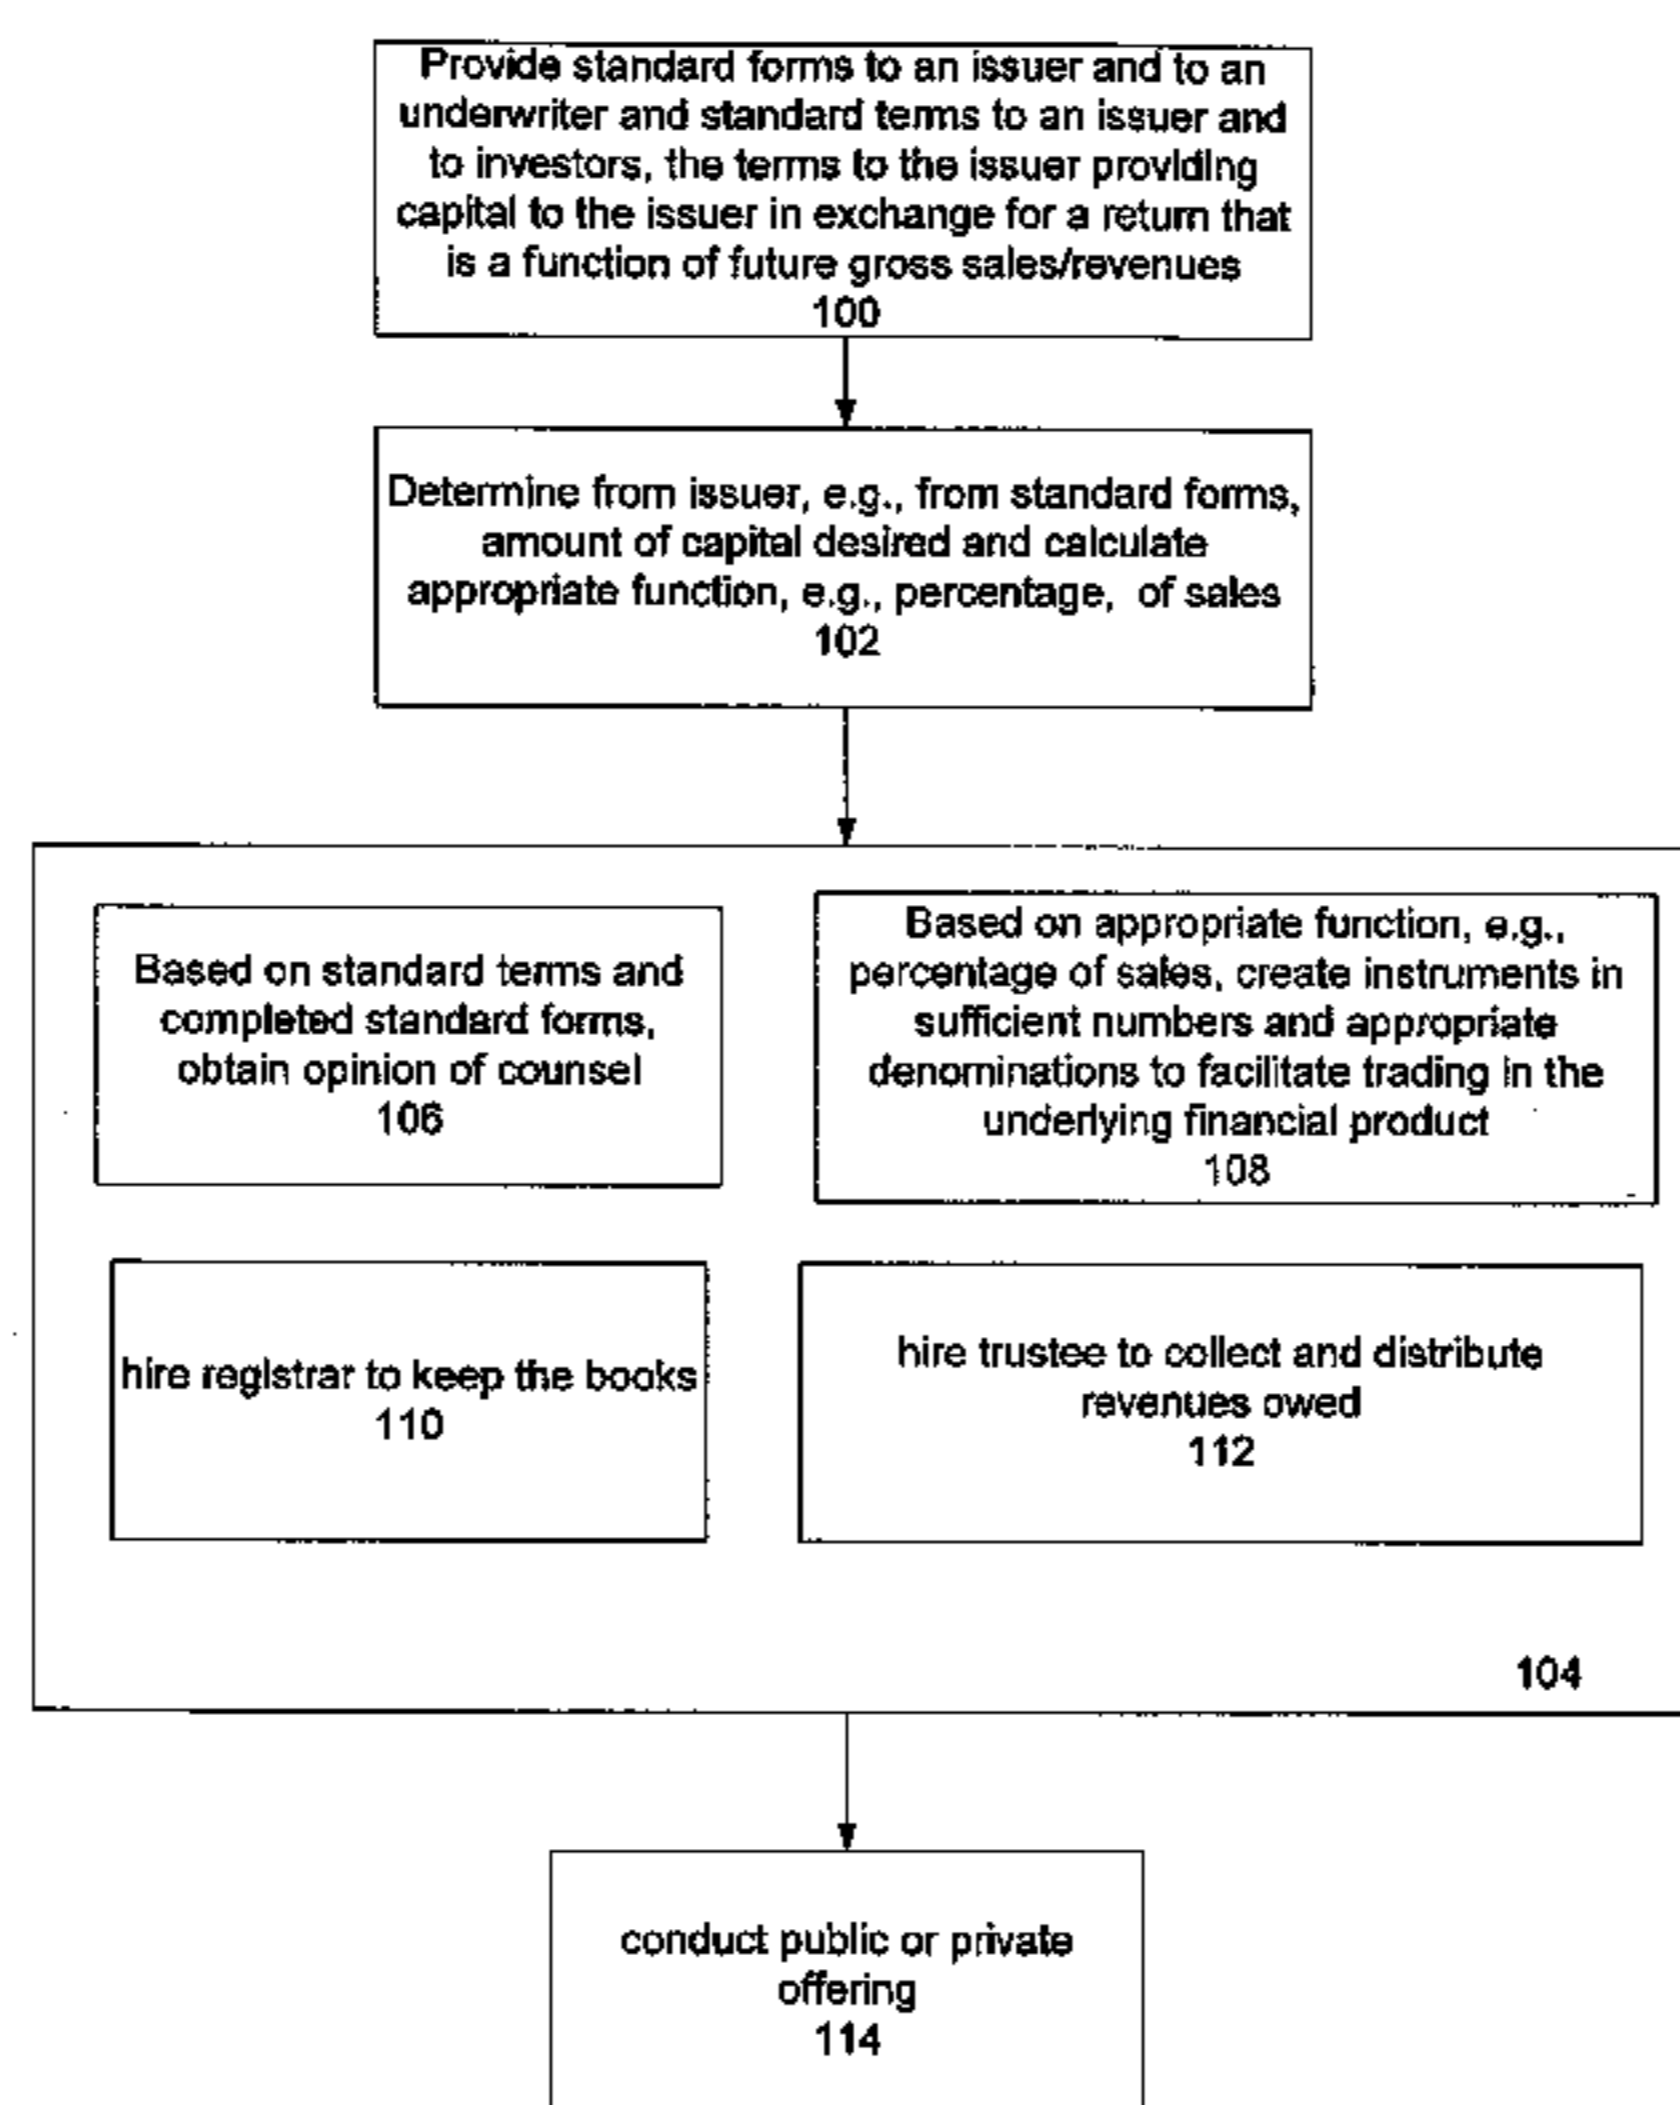 Provide standard forms to an issuer and to an
underwriter and standard terms to an issuer and
to investors, the terms to the issuer providing
capital to the issuer in exchange for a return that
is a function of future gross sales/revenues
100
Determine from issuer, e.g., from standard forms,
amount of capital desired and calculate
appropriate function, e.g., percentage, of sales
102
Based on standard terms and
completed standard forms,
obtain opinion of counsel
106
Based on appropriate function, e.g.,
percentage of sales, create instruments in
sufficient numbers and appropriate
denominations to facilitate trading in the
underlying financial product
108
hire registrar to keep the books
110
hire trustee to collect and distribute
revenues owed
112
104
conduct public or private
offering
114